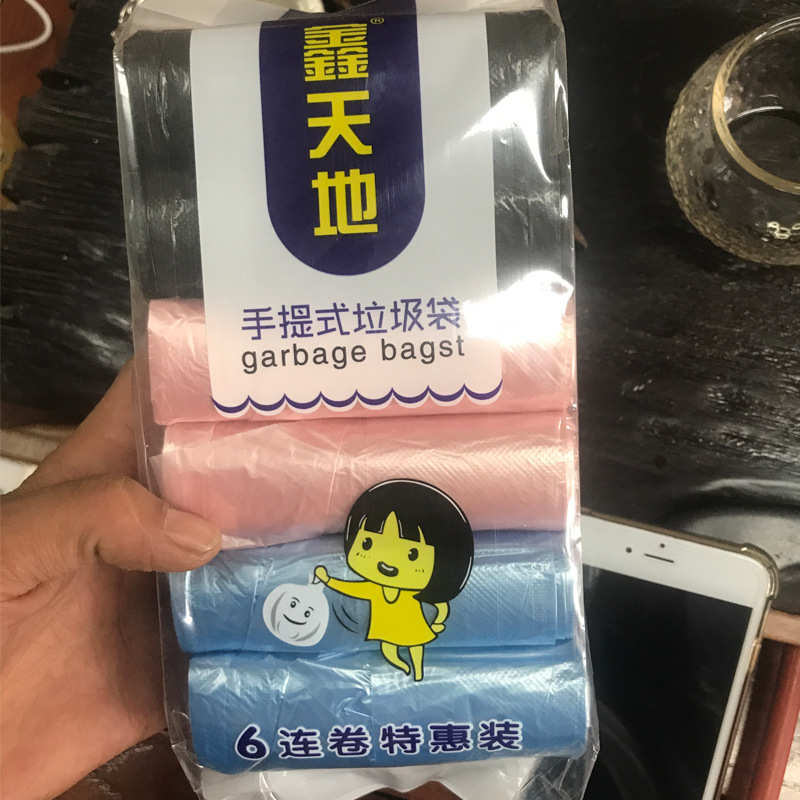 鑫®
天
地
手提式垃圾袋
garbage bagst
6连卷特惠装